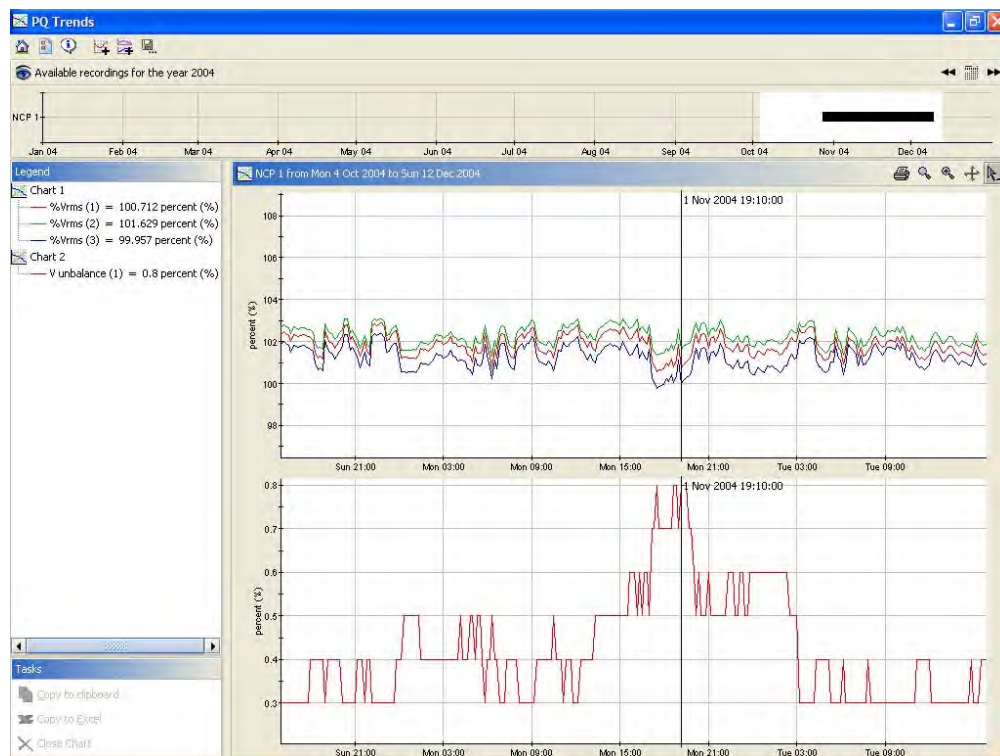 PQ Trends
Available recordings for the year 2004
NCP 1
Jan 04 Feb 04 Mar 04 Apr 04 May 04 Jun 04 Jul 04 Aug 04 Sep 04 Oct 04 Nov 04 Dec 04
Legend
Chart 1
%Vrms (1) = 100.712 percent (%)
%Vrms (2) = 101.629 percent (%)
%Vrms (3) = 99.957 percent (%)
Chart 2
V unbalance (1) = 0.8 percent (%)
Tasks
Copy to clipboard
Copy to Excel
Close Chart
NCP 1 from Mon 4 Oct 2004 to Sun 12 Dec 2004
1 Nov 2004 19:10:00
percent (%)
108
106
104
102
100
98
Sun 21:00 Mon 03:00 Mon 09:00 Mon 15:00 Mon 21:00 Tue 03:00 Tue 09:00
1 Nov 2004 19:10:00
percent (%)
0.8
0.7
0.6
0.5
0.4
0.3
Sun 21:00 Mon 03:00 Mon 09:00 Mon 15:00 Mon 21:00 Tue 03:00 Tue 09:00